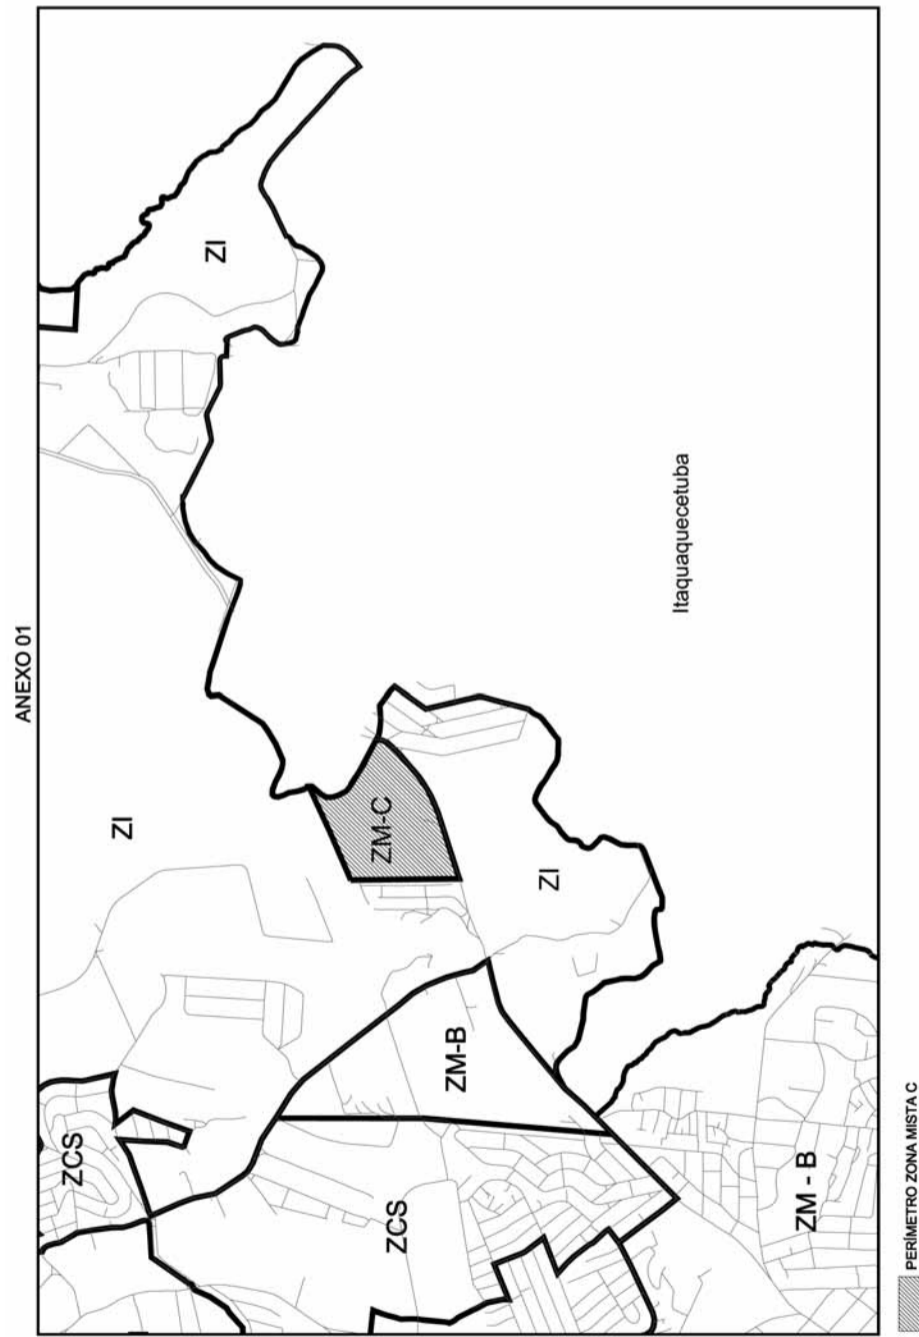 ANEXO 01
ZI
ZI
Itaquaquecetuba
ZM-C
ZI
ZM-B
ZCS
ZCS
ZM - B
PERÍMETRO ZONA MISTA C